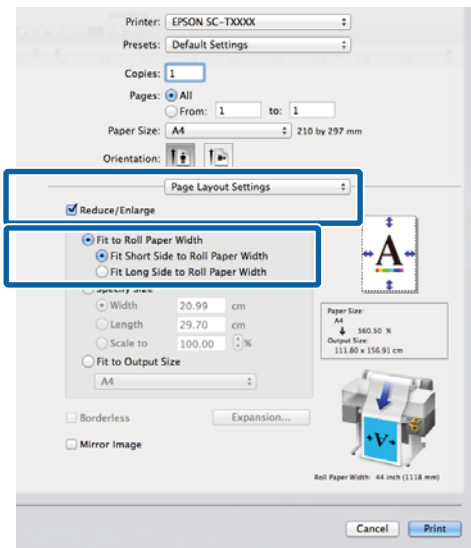 Printer: EPSON SC-TXXXX
Presets: Default Settings
Copies: 1
Pages: All
From: 1 to: 1
Paper Size: A4 210 by 297 mm
Orientation:
Page Layout Settings
Reduce/Enlarge
Fit to Roll Paper Width
Fit Short Side to Roll Paper Width
Fit Long Side to Roll Paper Width
Specify Size
Width 20.99 cm
Length 29.70 cm
Scale to 100.00 %
Fit to Output Size
A4
Borderless Expansion...
Mirror Image
A
Paper Size:
A4
560.50 %
Output Size:
111.80 x 156.91 cm
A
Roll Paper Width: 44 inch (1118 mm)
Cancel Print